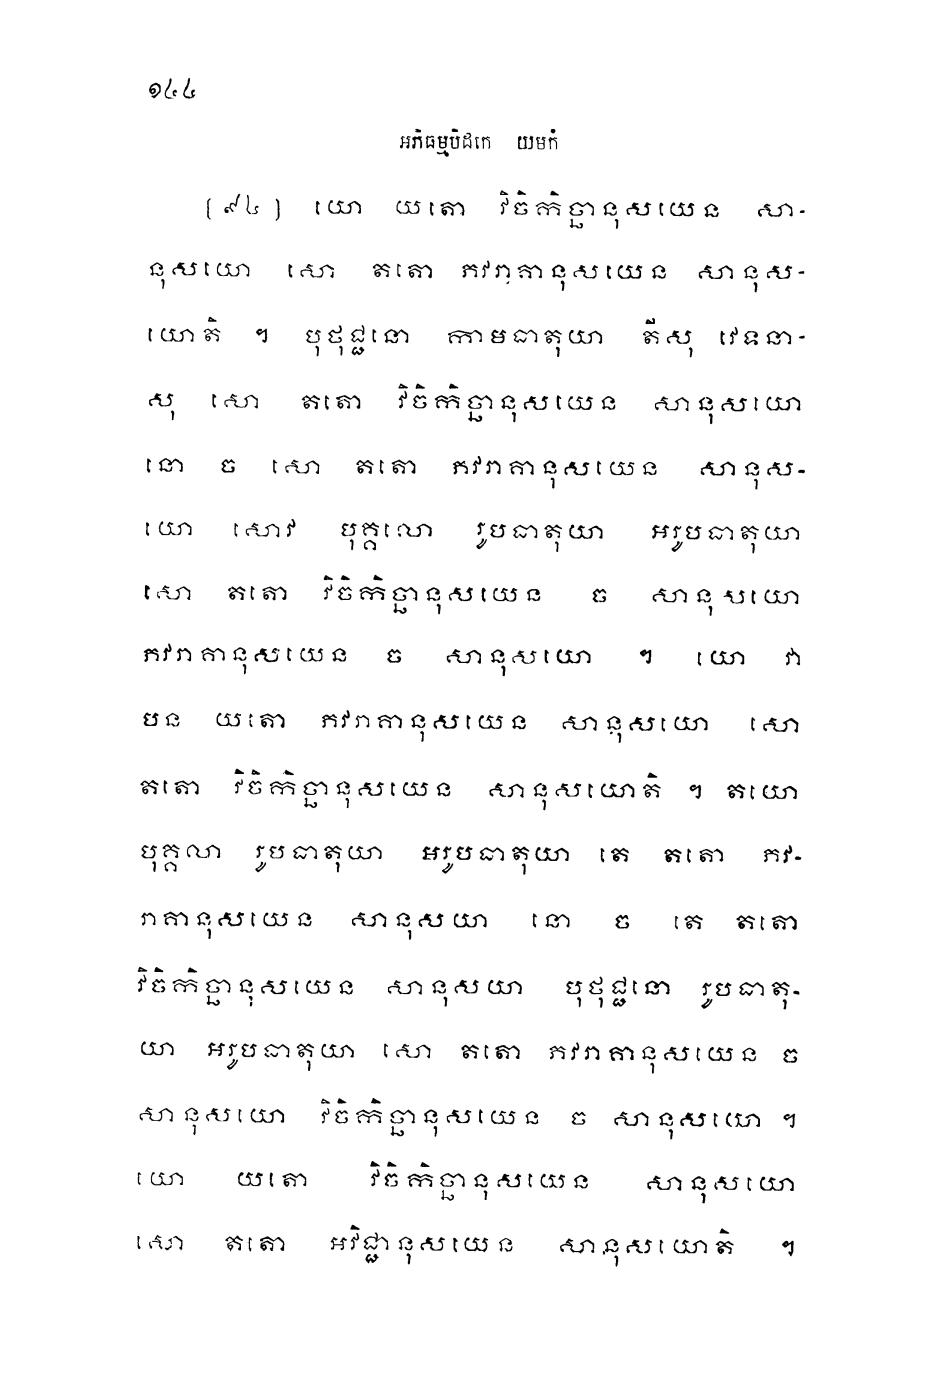 ១៤៤
អភិធម្មបិដកេ យមកំ
(៩៤) យោ យតោ វិចិកិច្ឆានុសយេន សា-
នុសយោ សោ តតោ ភវរាគានុសយេន សានុស-
យោតិ ។ បុថុជ្ជនោ កាមធាតុយា តីសុ វេទនា-
សុ សោ តតោ វិចិកិច្ឆានុសយេន សានុសយោ
នោ ច សោ តតោ ភវរាគានុសយេន សានុស-
យោ សោវ បុគ្គលោ រូបធាតុយា អរូបធាតុយា
សោ តតោ វិចិកិច្ឆានុសយេន ច សានុសយោ
ភវរាគានុសយេន ច សានុសយោ ។ យោ វា
បន យតោ ភវរាគានុសយេន សានុសយោ សោ
តតោ វិចិកិច្ឆានុសយេន សានុសយោតិ ។ តយោ
បុគ្គលា រូបធាតុយា អរូបធាតុយា តេ តតោ ភវ-
រាគានុសយេន សានុសយា នោ ច តេ តតោ
វិចិកិច្ឆានុសយេន សានុសយា បុថុជ្ជនោ រូបធាតុ-
យា អរូបធាតុយា សោ តតោ ភវរាគានុសយេន ច
សានុសយោ វិចិកិច្ឆានុសយេន ច សានុសយោ ។
យោ យតោ វិចិកិច្ឆានុសយេន សានុសយោ
សោ តតោ អវិជ្ជានុសយេន សានុសយោតិ ។